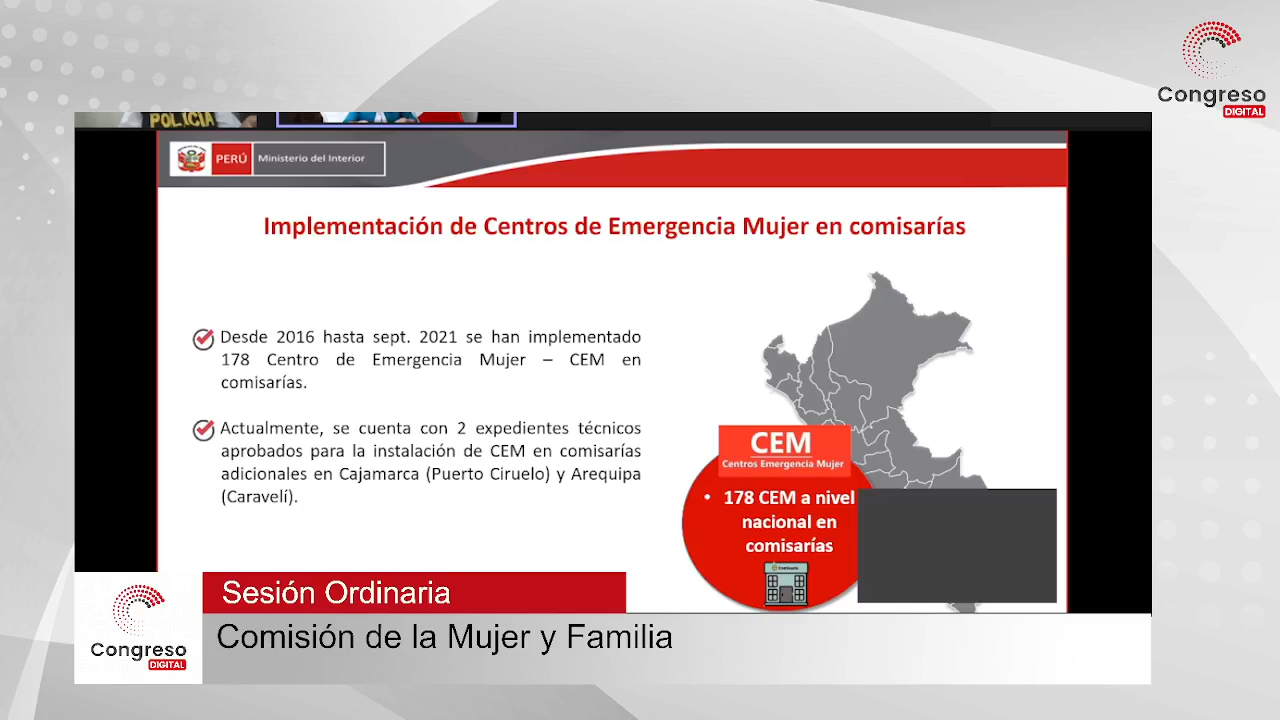 Congreso
DIGITAL
POLICIA
PERÚ
Ministerio del Interior
Implementación de Centros de Emergencia Mujer en comisarías
Desde 2016 hasta sept. 2021 se han implementado
178 Centro de Emergencia Mujer – CEM en
comisarías.
Actualmente, se cuenta con 2 expedientes técnicos
aprobados para la instalación de CEM en comisarías
adicionales en Cajamarca (Puerto Ciruelo) y Arequipa
(Caravelí).
CEM
Centros Emergencia Mujer
• 178 CEM a nivel
nacional en
comisarías
Sesión Ordinaria
Comisión de la Mujer y Familia
Congreso
DIGITAL